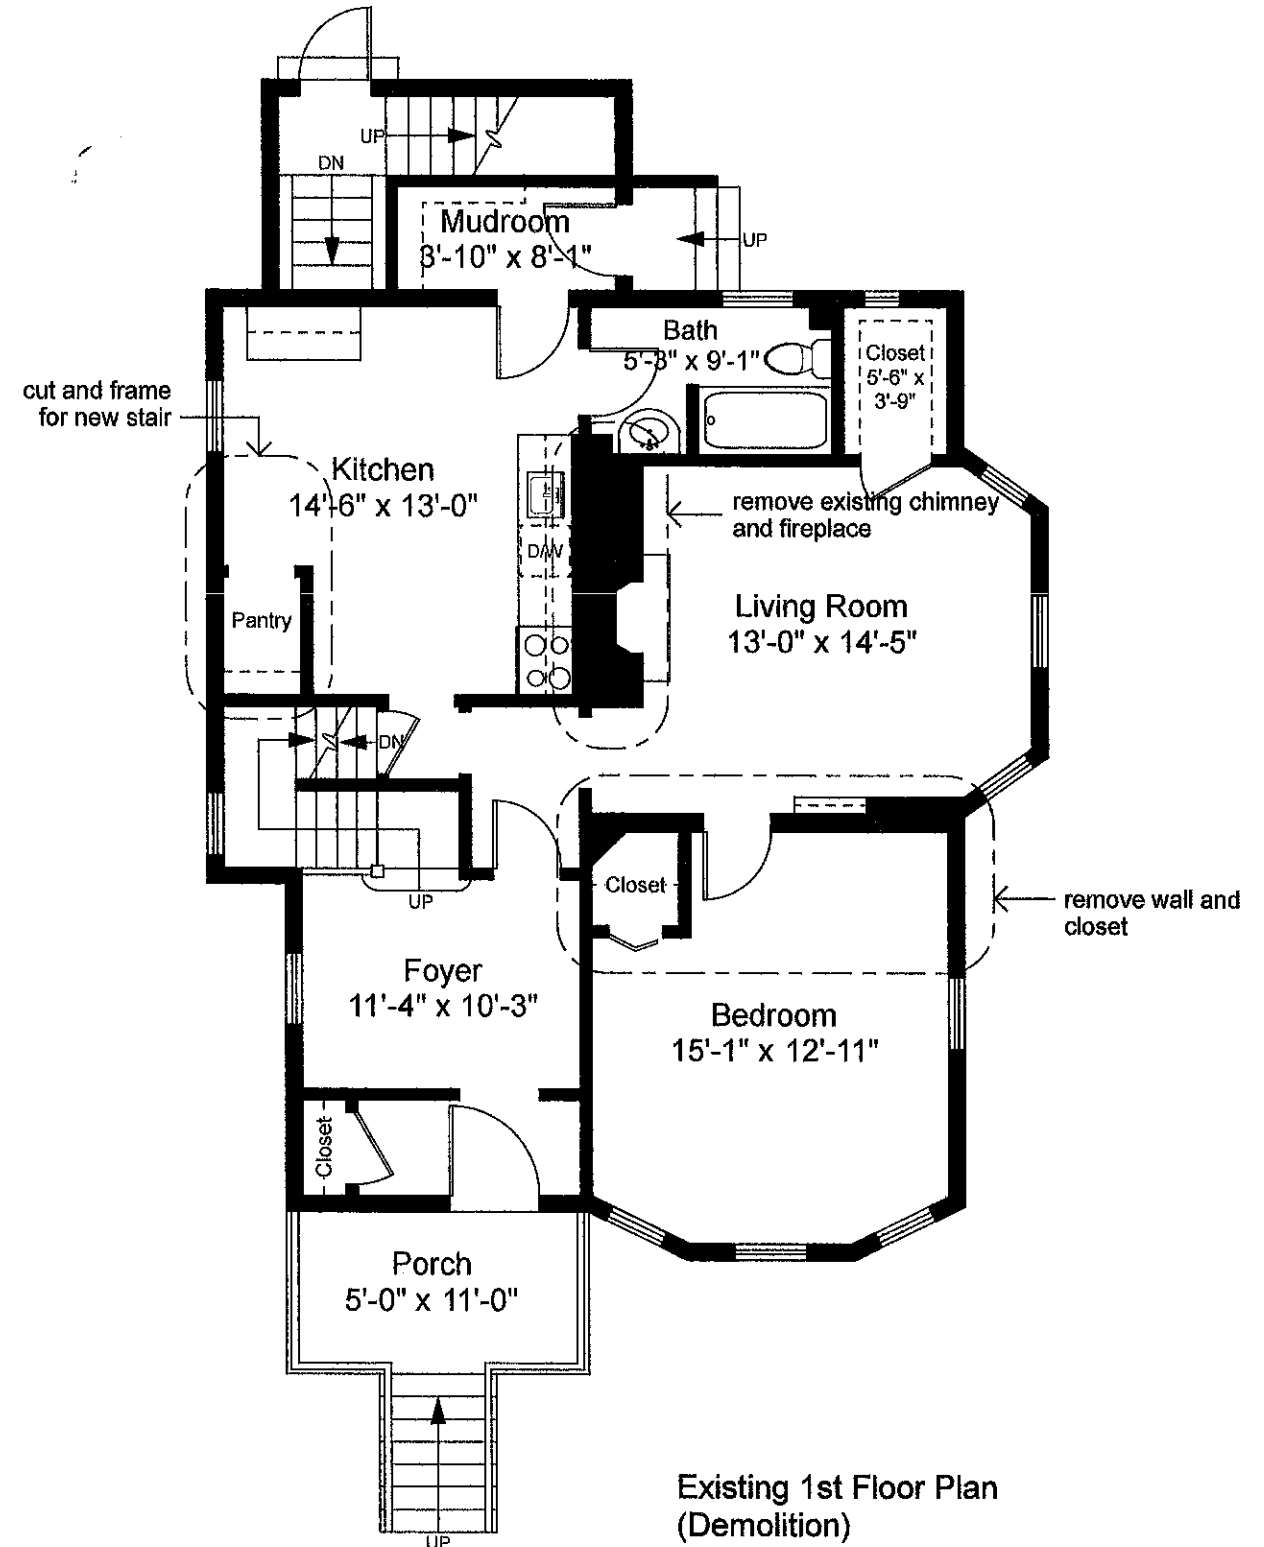 UP
DN
Mudroom
3'-10" x 8'-1"
UP
Bath
5'-3" x 9'-1"
Closet
5'-6" x
3'-9"
cut and frame
for new stair
Kitchen
14'-6" x 13'-0"
remove existing chimney
and fireplace
D/W
Living Room
13'-0" x 14'-5"
Pantry
DN
Closet
UP
remove wall and
closet
Foyer
11'-4" x 10'-3"
Bedroom
15'-1" x 12'-11"
Closet
Porch
5'-0" x 11'-0"
UP
Existing 1st Floor Plan
(Demolition)